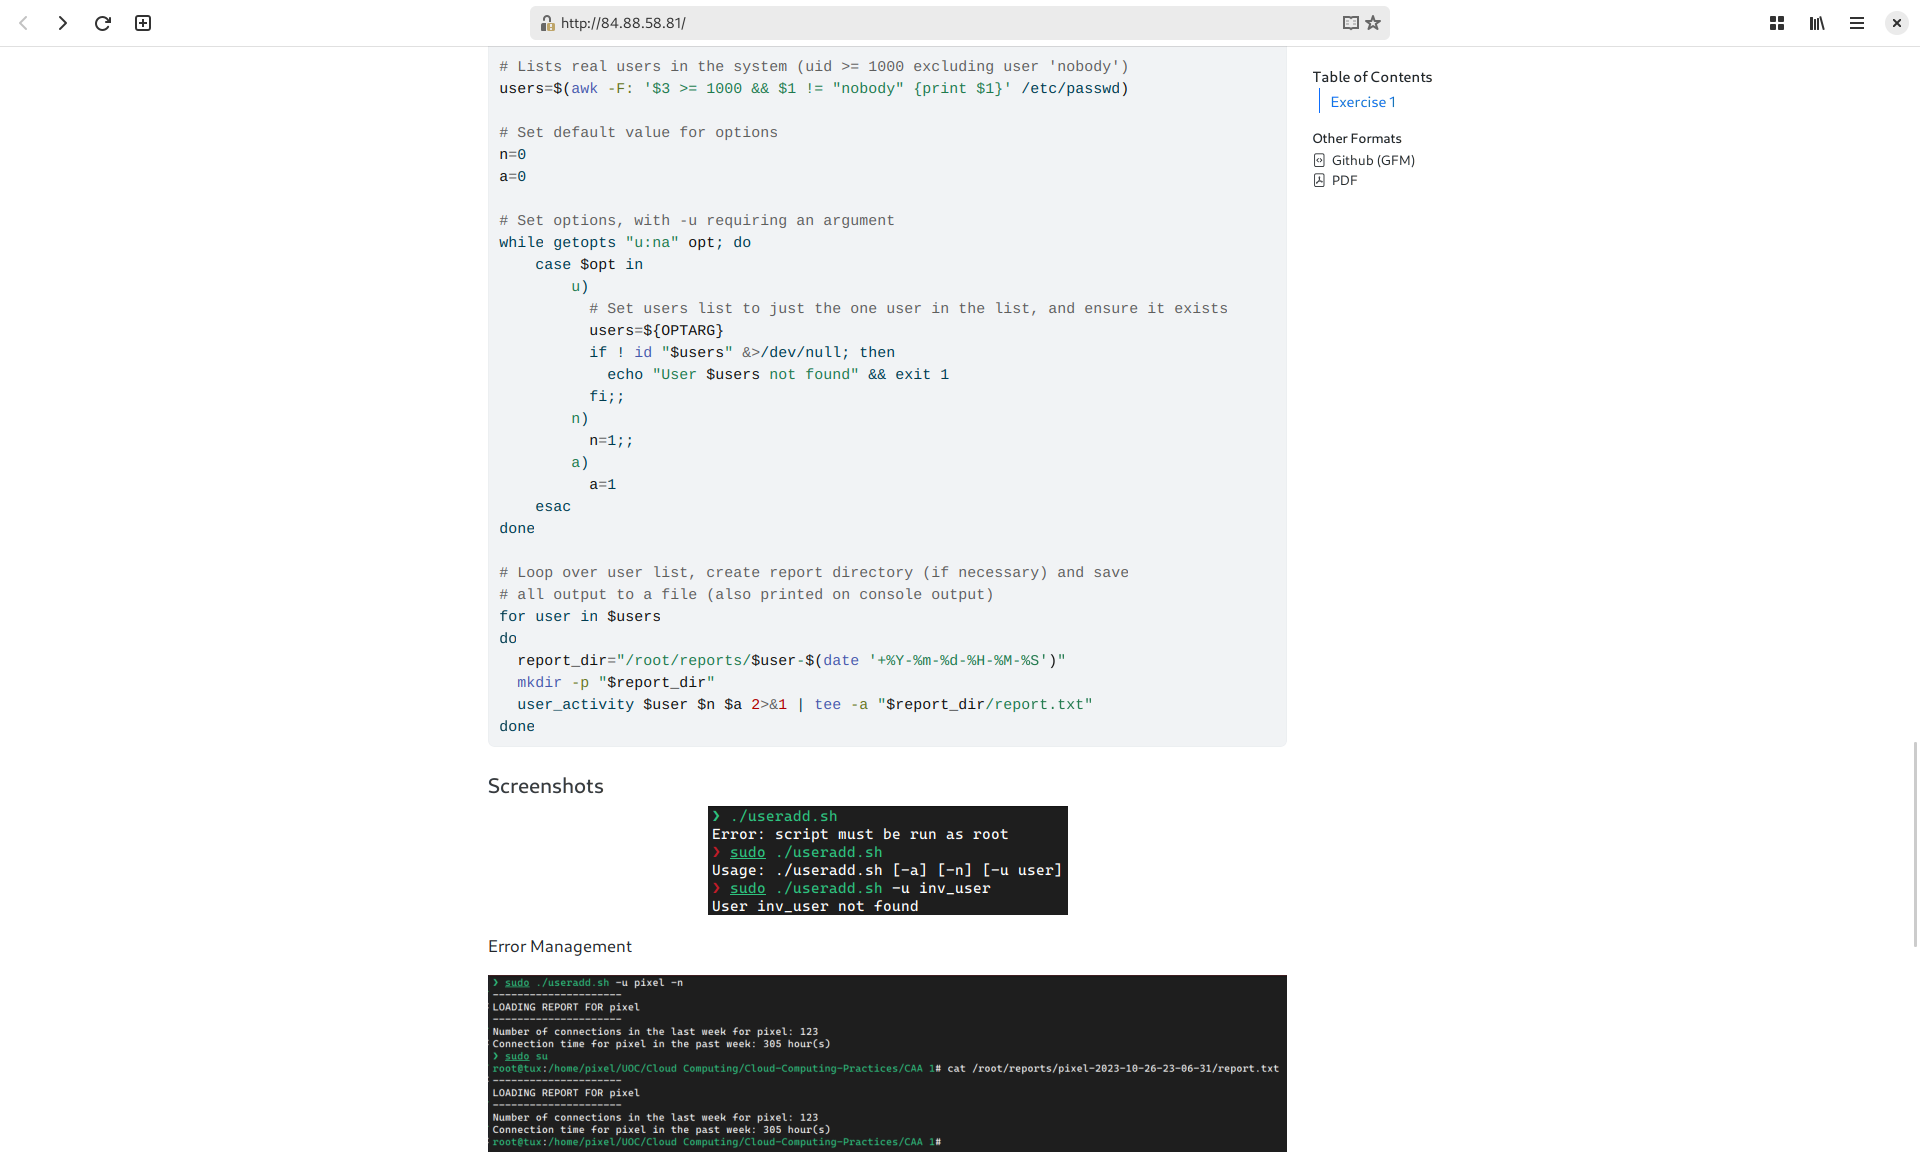 http://84.88.58.81/
# Lists real users in the system (uid >= 1000 excluding user 'nobody')
users=$(awk -F: '$3 >= 1000 && $1 != "nobody" {print $1}' /etc/passwd)
# Set default value for options
n=0
a=0
# Set options, with -u requiring an argument
while getopts "u:na" opt; do
case $opt in
u)
# Set users list to just the one user in the list, and ensure it exists
users=${OPTARG}
if ! id "$users" &>/dev/null; then
echo "User $users not found" && exit 1
fi;;
n)
n=1;;
a)
a=1
esac
done
# Loop over user list, create report directory (if necessary) and save
# all output to a file (also printed on console output)
for user in $users
do
report_dir="/root/reports/$user-$(date '+%Y-%m-%d-%H-%M-%S')"
mkdir -p "$report_dir"
user_activity $user $n $a 2>&1 | tee -a "$report_dir/report.txt"
done
Table of Contents
Exercise 1
Other Formats
Github (GFM)
PDF
Screenshots
❯ ./useradd.sh
Error: script must be run as root
❯ sudo ./useradd.sh
Usage: ./useradd.sh [-a] [-n] [-u user]
❯ sudo ./useradd.sh -u inv_user
User inv_user not found
Error Management
❯ sudo ./useradd.sh -u pixel -n
---------------------
LOADING REPORT FOR pixel
---------------------
Number of connections in the last week for pixel: 123
Connection time for pixel in the past week: 305 hour(s)
❯ sudo su
root@tux:/home/pixel/UOC/Cloud Computing/Cloud-Computing-Practices/CAA 1# cat /root/reports/pixel-2023-10-26-23-06-31/report.txt
---------------------
LOADING REPORT FOR pixel
---------------------
Number of connections in the last week for pixel: 123
Connection time for pixel in the past week: 305 hour(s)
root@tux:/home/pixel/UOC/Cloud Computing/Cloud-Computing-Practices/CAA 1#